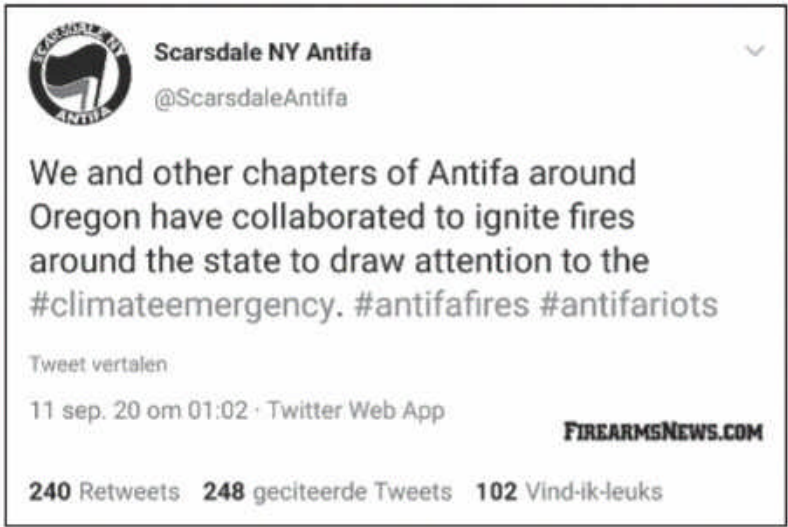 SCARSDALE NY
ANTIFA
Scarsdale NY Antifa
@ScarsdaleAntifa
We and other chapters of Antifa around
Oregon have collaborated to ignite fires
around the state to draw attention to the
#climateemergency. #antifafires #antifariots
Tweet vertalen
11 sep. 20 om 01:02 · Twitter Web App
FIREARMSNEWS.COM
240 Retweets 248 geciteerde Tweets 102 Vind-ik-leuks